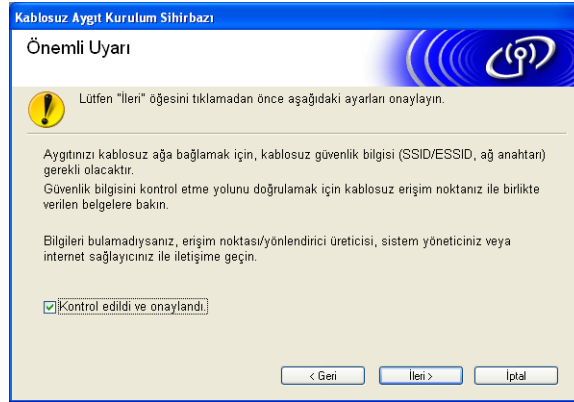 Kablosuz Aygıt Kurulum Sihirbazı
Önemli Uyarı
Lütfen "İleri" öğesini tıklamadan önce aşağıdaki ayarları onaylayın.
Aygıtınızı kablosuz ağa bağlamak için, kablosuz güvenlik bilgisi (SSID/ESSID, ağ anahtarı)
gerekli olacaktır.
Güvenlik bilgisini kontrol etme yolunu doğrulamak için kablosuz erişim noktanız ile birlikte
verilen belgelere bakın.
Bilgileri bulamadıysanız, erişim noktası/yönlendirici üreticisi, sistem yöneticiniz veya
internet sağlayıcınız ile iletişime geçin.
Kontrol edildi ve onaylandı.
< Geri
İleri >
İptal